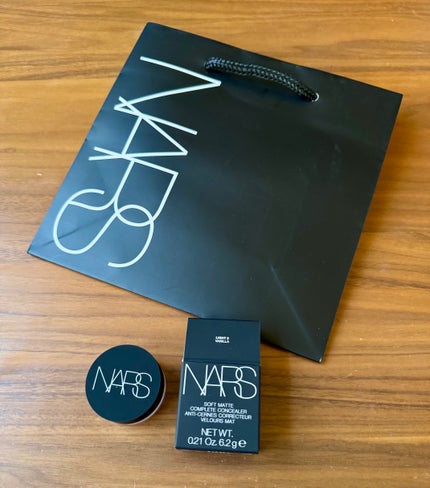 NARS
NARS
LIGHT 2
VANILLA
NARS
SOFT MATTE
COMPLETE CONCEALER
ANTI-CERNES CORRECTEUR
VELOURS MAT
NET WT.
0.21 Oz. 6.2g ℮